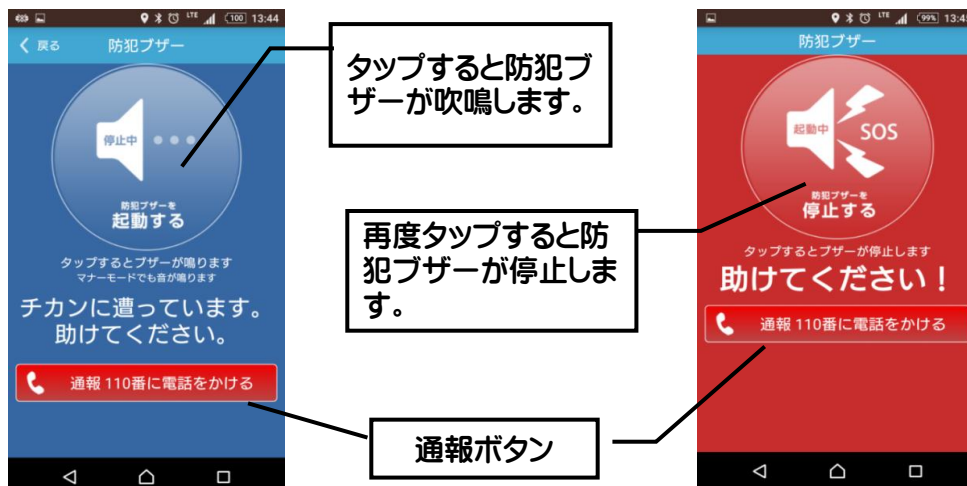 LTE 100 13:44
戻る 防犯ブザー
停止中
防犯ブザーを
起動する
タップするとブザーが鳴ります
マナーモードでも音が鳴ります
チカンに遭っています。
助けてください。
通報 110番に電話をかける
タップすると防犯ブ
ザーが吹鳴します。
再度タップすると防
犯ブザーが停止しま
す。
通報ボタン
LTE 99% 13:45
防犯ブザー
起動中 SOS
防犯ブザーを
停止する
タップするとブザーが停止します
助けてください！
通報 110番に電話をかける